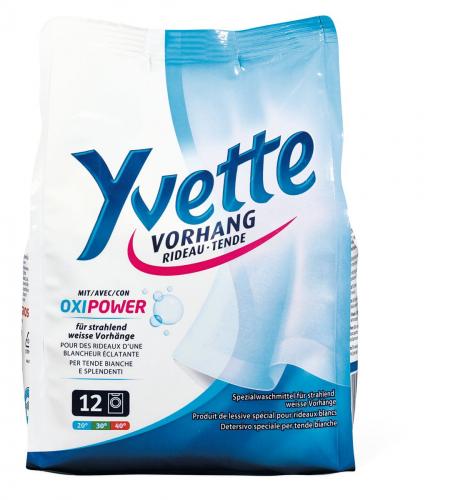 Yvette
VORHANG
RIDEAU · TENDE
MIT/AVEC/CON
OXIPOWER
für strahlend
weisse Vorhänge
POUR DES RIDEAUX D'UNE
BLANCHEUR ÉCLATANTE
PER TENDE BIANCHE
E SPLENDENTI
12
20° 30° 40°
Spezialwaschmittel für strahlend
weisse Vorhänge
Produit de lessive spécial pour rideaux blancs
Detersivo speciale per tende bianche